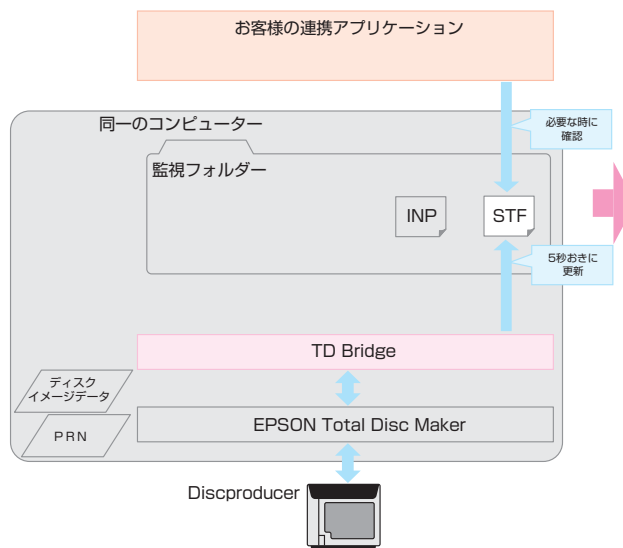 お客様の連携アプリケーション
同一のコンピューター
必要な時に
確認
監視フォルダー
INP
STF
5秒おきに
更新
TD Bridge
ディスク
イメージデータ
EPSON Total Disc Maker
PRN
Discproducer